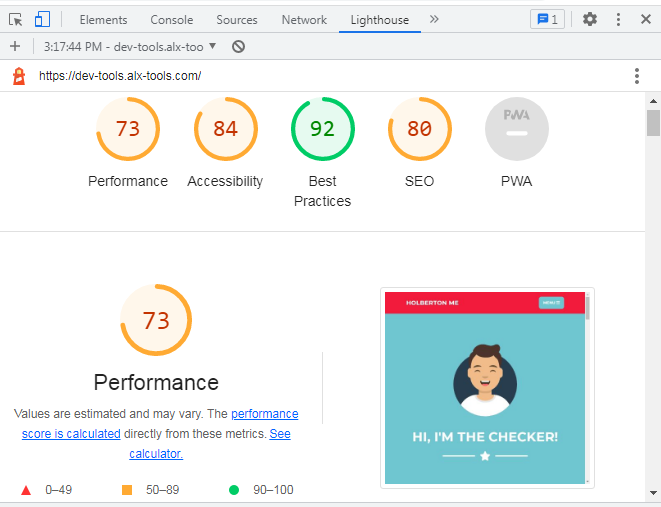 Elements Console Sources Network Lighthouse » 1
3:17:44 PM - dev-tools.alx-too
https://dev-tools.alx-tools.com/
73 84 92 80 PWA
Performance Accessibility Best Practices SEO PWA
73
Performance
Values are estimated and may vary. The performance
score is calculated directly from these metrics. See
calculator.
0–49 50–89 90–100
HOLBERTON ME
HI, I'M THE CHECKER!